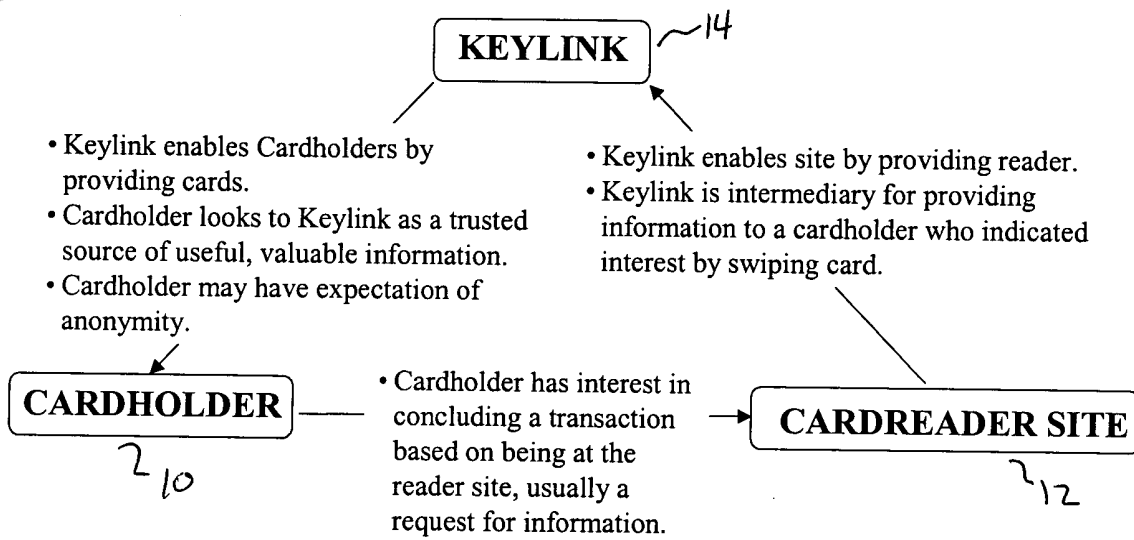 KEYLINK
14
• Keylink enables Cardholders by
providing cards.
• Cardholder looks to Keylink as a trusted
source of useful, valuable information.
• Cardholder may have expectation of
anonymity.
• Keylink enables site by providing reader.
• Keylink is intermediary for providing
information to a cardholder who indicated
interest by swiping card.
CARDHOLDER
10
• Cardholder has interest in
concluding a transaction
based on being at the
reader site, usually a
request for information.
CARDREADER SITE
12